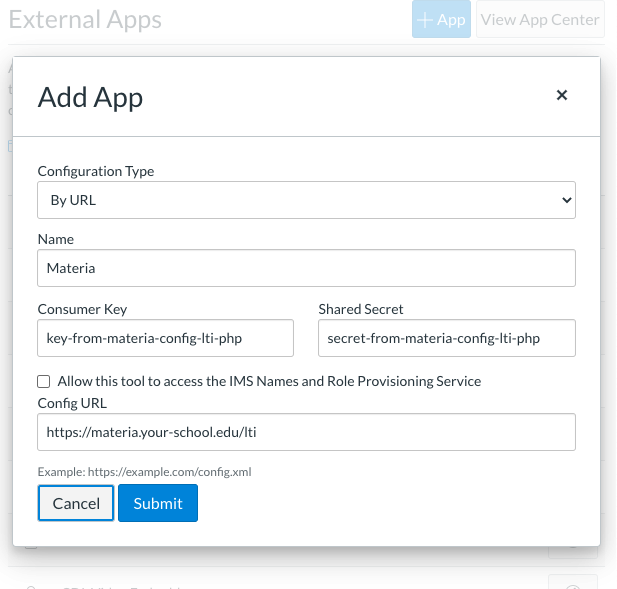 External Apps
+ App
View App Center
Add App
×
Configuration Type
By URL
Name
Materia
Consumer Key
Shared Secret
key-from-materia-config-lti-php
secret-from-materia-config-lti-php
Allow this tool to access the IMS Names and Role Provisioning Service
Config URL
https://materia.your-school.edu/lti
Example: https://example.com/config.xml
Cancel
Submit